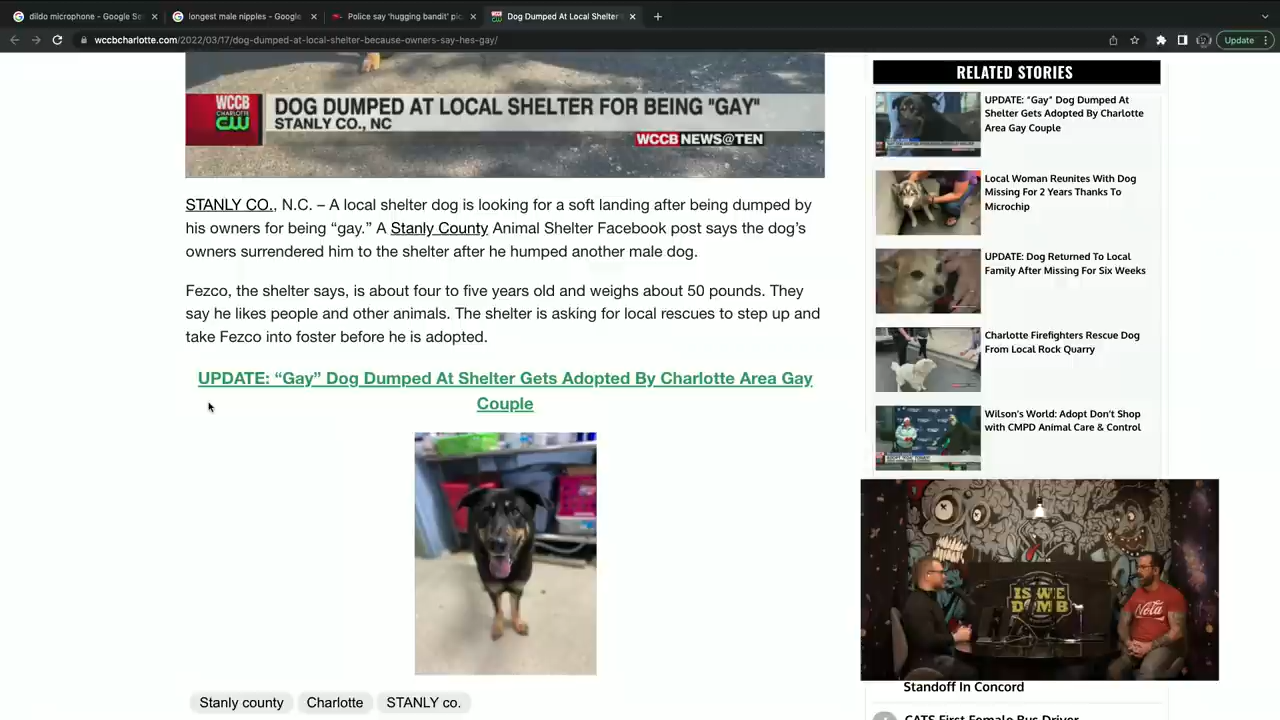 dildo microphone - Google Se
longest male nipples - Google
Police say 'hugging bandit' pic
Dog Dumped At Local Shelter
wccbcharlotte.com/2022/03/17/dog-dumped-at-local-shelter-because-owners-say-hes-gay/
Update
WCCB
CHARLOTTE
CW
DOG DUMPED AT LOCAL SHELTER FOR BEING "GAY"
STANLY CO., NC
WCCB NEWS@TEN
STANLY CO., N.C. – A local shelter dog is looking for a soft landing after being dumped by
his owners for being “gay.” A Stanly County Animal Shelter Facebook post says the dog’s
owners surrendered him to the shelter after he humped another male dog.
Fezco, the shelter says, is about four to five years old and weighs about 50 pounds. They
say he likes people and other animals. The shelter is asking for local rescues to step up and
take Fezco into foster before he is adopted.
UPDATE: “Gay” Dog Dumped At Shelter Gets Adopted By Charlotte Area Gay
Couple
Stanly county
Charlotte
STANLY co.
RELATED STORIES
UPDATE: “Gay” Dog Dumped At
Shelter Gets Adopted By Charlotte
Area Gay Couple
Local Woman Reunites With Dog
Missing For 2 Years Thanks To
Microchip
UPDATE: Dog Returned To Local
Family After Missing For Six Weeks
Charlotte Firefighters Rescue Dog
From Local Rock Quarry
Wilson’s World: Adopt Don’t Shop
with CMPD Animal Care & Control
IS WE
DUMB
Nola
Standoff In Concord
CATS First Female Bus Driver